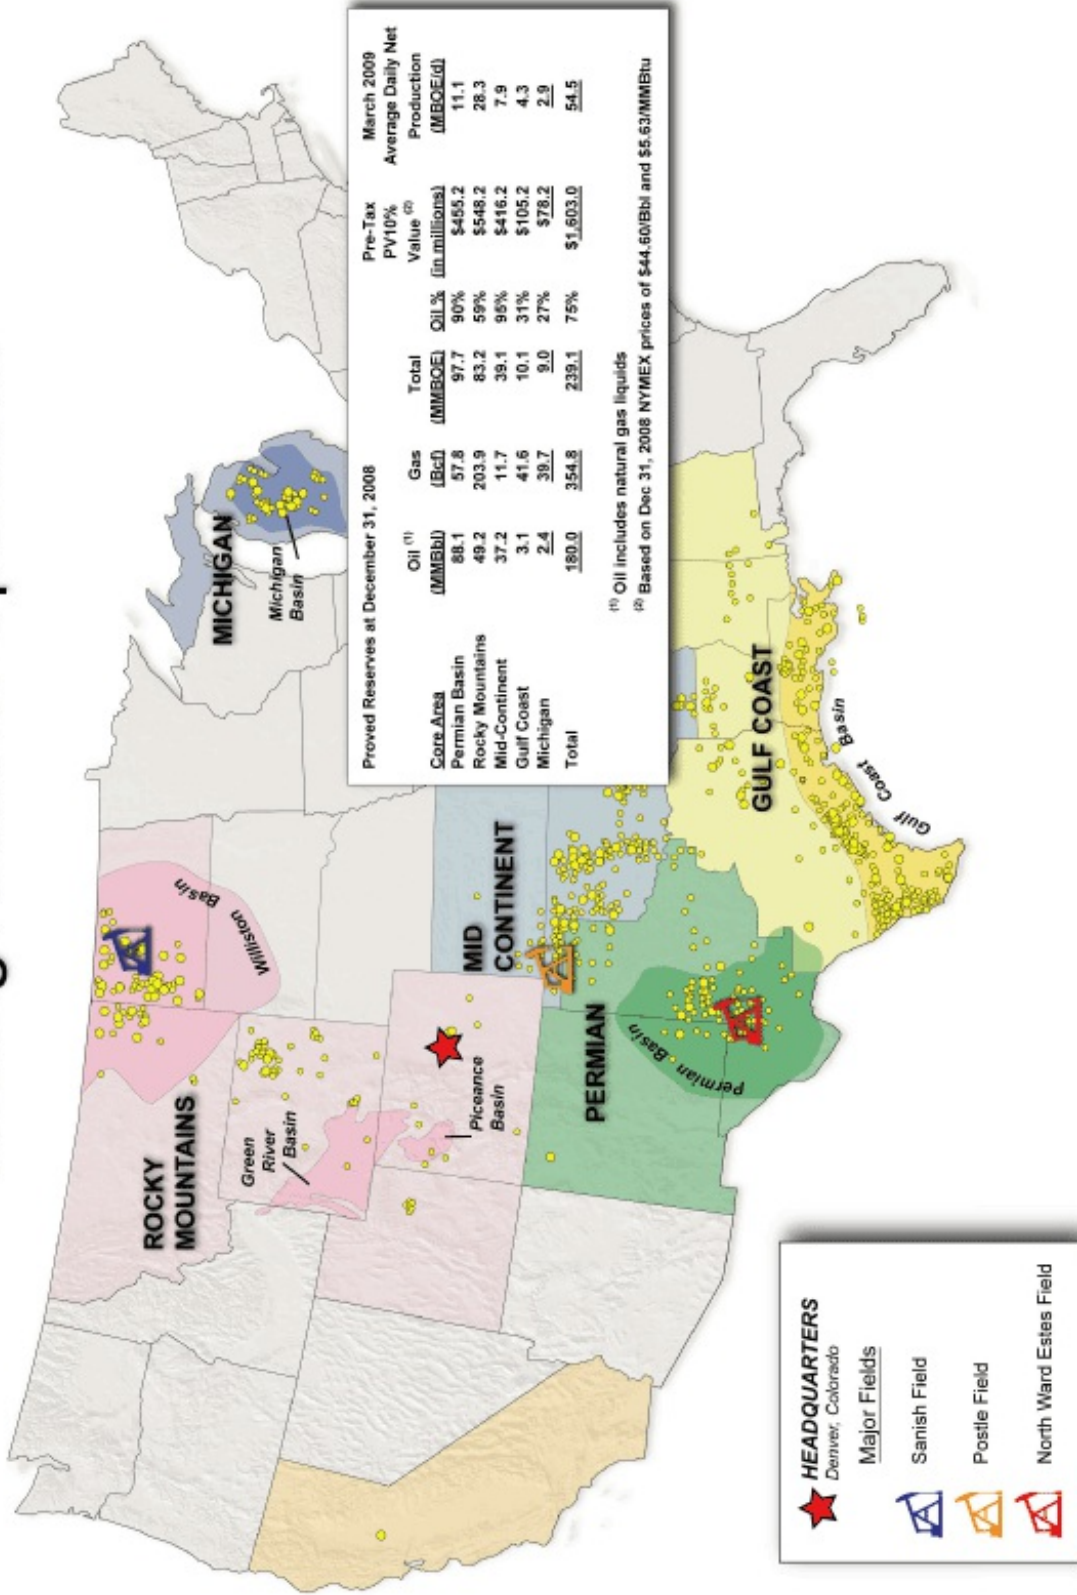 ROCKY
MOUNTAINS
Williston
Basin
Green
River
Basin
Piceance
Basin
MICHIGAN
Michigan
Basin
MID
CONTINENT
PERMIAN
Permian Basin
GULF COAST
Gulf Coast Basin
Proved Reserves at December 31, 2008
Pre-Tax March 2009
PV10% Average Daily Net
Oil (1) Gas Total Value (2) Production
Core Area (MMBbl) (Bcf) (MMBOE) Oil % (in millions) (MBOE/d)
Permian Basin 88.1 57.8 97.7 90% $455.2 11.1
Rocky Mountains 49.2 203.9 83.2 59% $548.2 28.3
Mid-Continent 37.2 11.7 39.1 95% $416.2 7.9
Gulf Coast 3.1 41.6 10.1 31% $105.2 4.3
Michigan 2.4 39.7 9.0 27% $78.2 2.9
Total 180.0 354.8 239.1 75% $1,603.0 54.5
(1) Oil includes natural gas liquids
(2) Based on Dec 31, 2008 NYMEX prices of $44.60/Bbl and $5.63/MMBtu
HEADQUARTERS
Denver, Colorado
Major Fields
Sanish Field
Postle Field
North Ward Estes Field